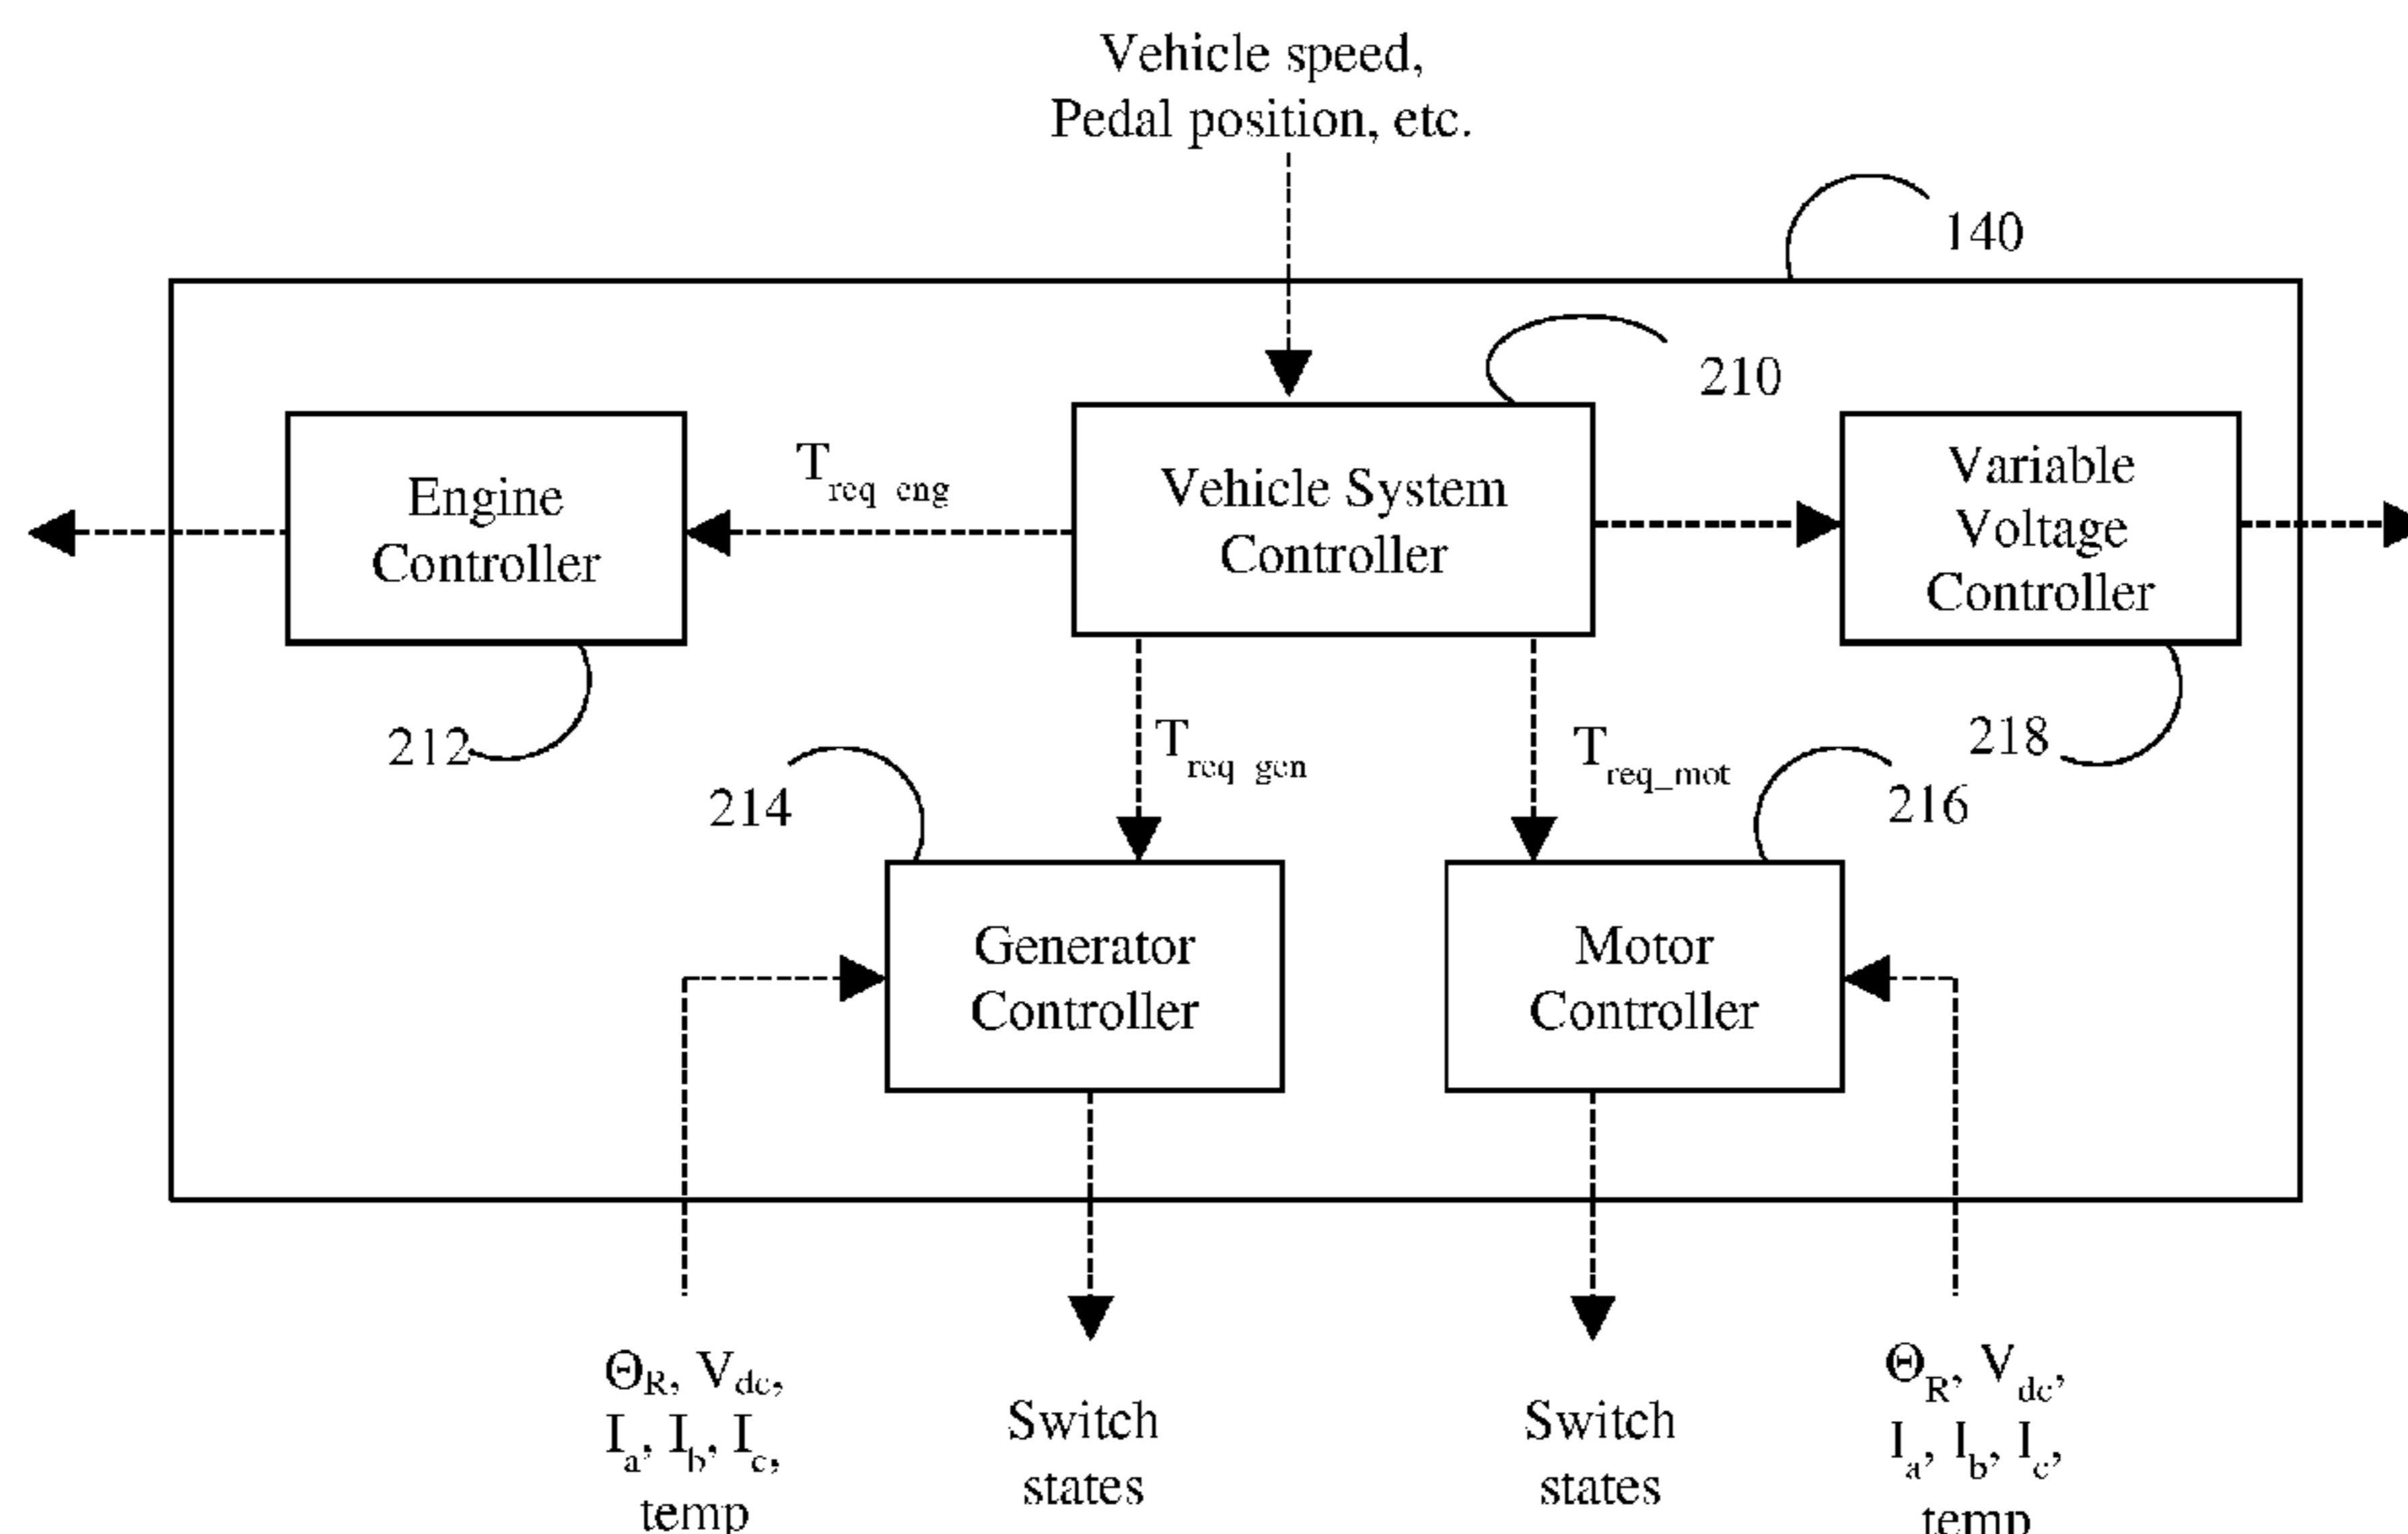 Vehicle speed,
Pedal position, etc.
140
210
Engine
Controller
T_req_eng
Vehicle System
Controller
Variable
Voltage
Controller
212
214
T_req_gen
T_req_mot
216
218
Generator
Controller
Motor
Controller
Θ_R, V_dc,
I_a, I_b, I_c,
temp
Switch
states
Switch
states
Θ_R, V_dc,
I_a, I_b, I_c,
temp